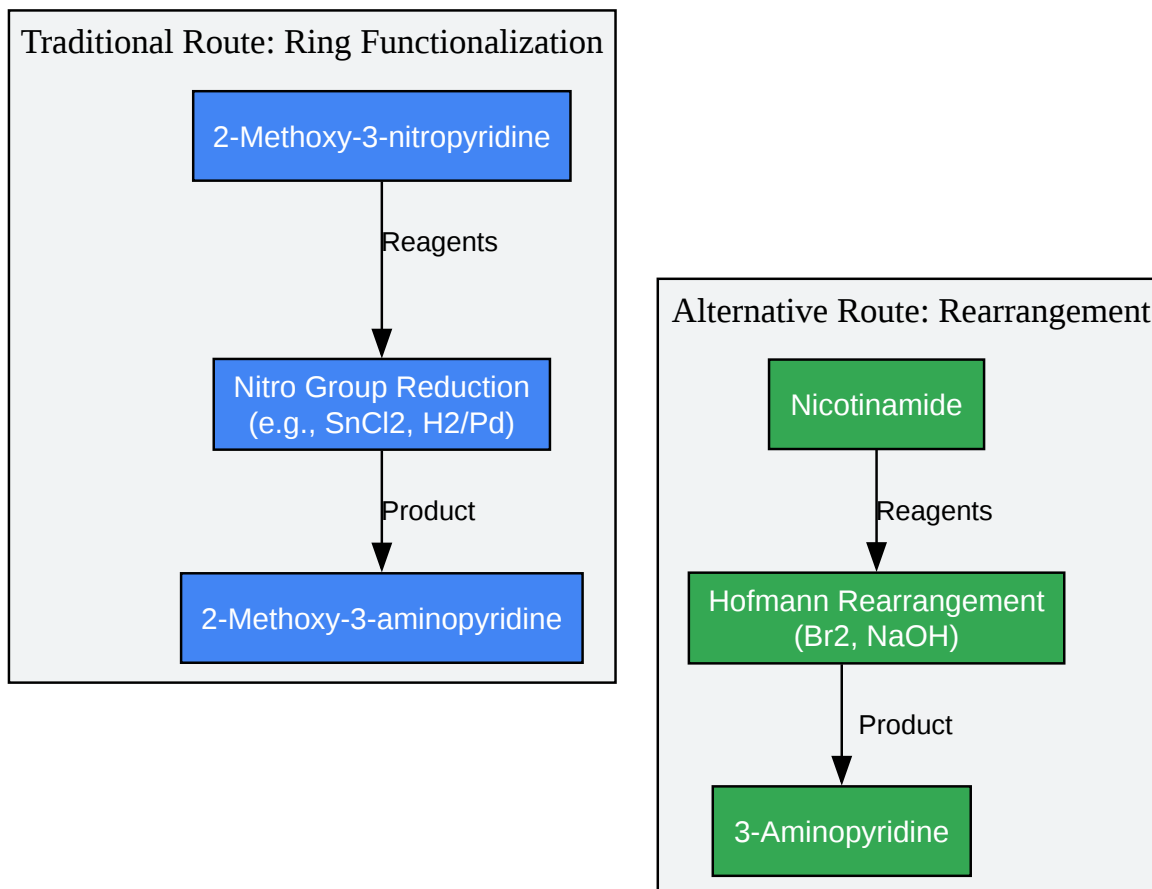 Traditional Route: Ring Functionalization
2-Methoxy-3-nitropyridine
Reagents
Nitro Group Reduction
(e.g., SnCl2, H2/Pd)
Product
2-Methoxy-3-aminopyridine
Alternative Route: Rearrangement
Nicotinamide
Reagents
Hofmann Rearrangement
(Br2, NaOH)
Product
3-Aminopyridine